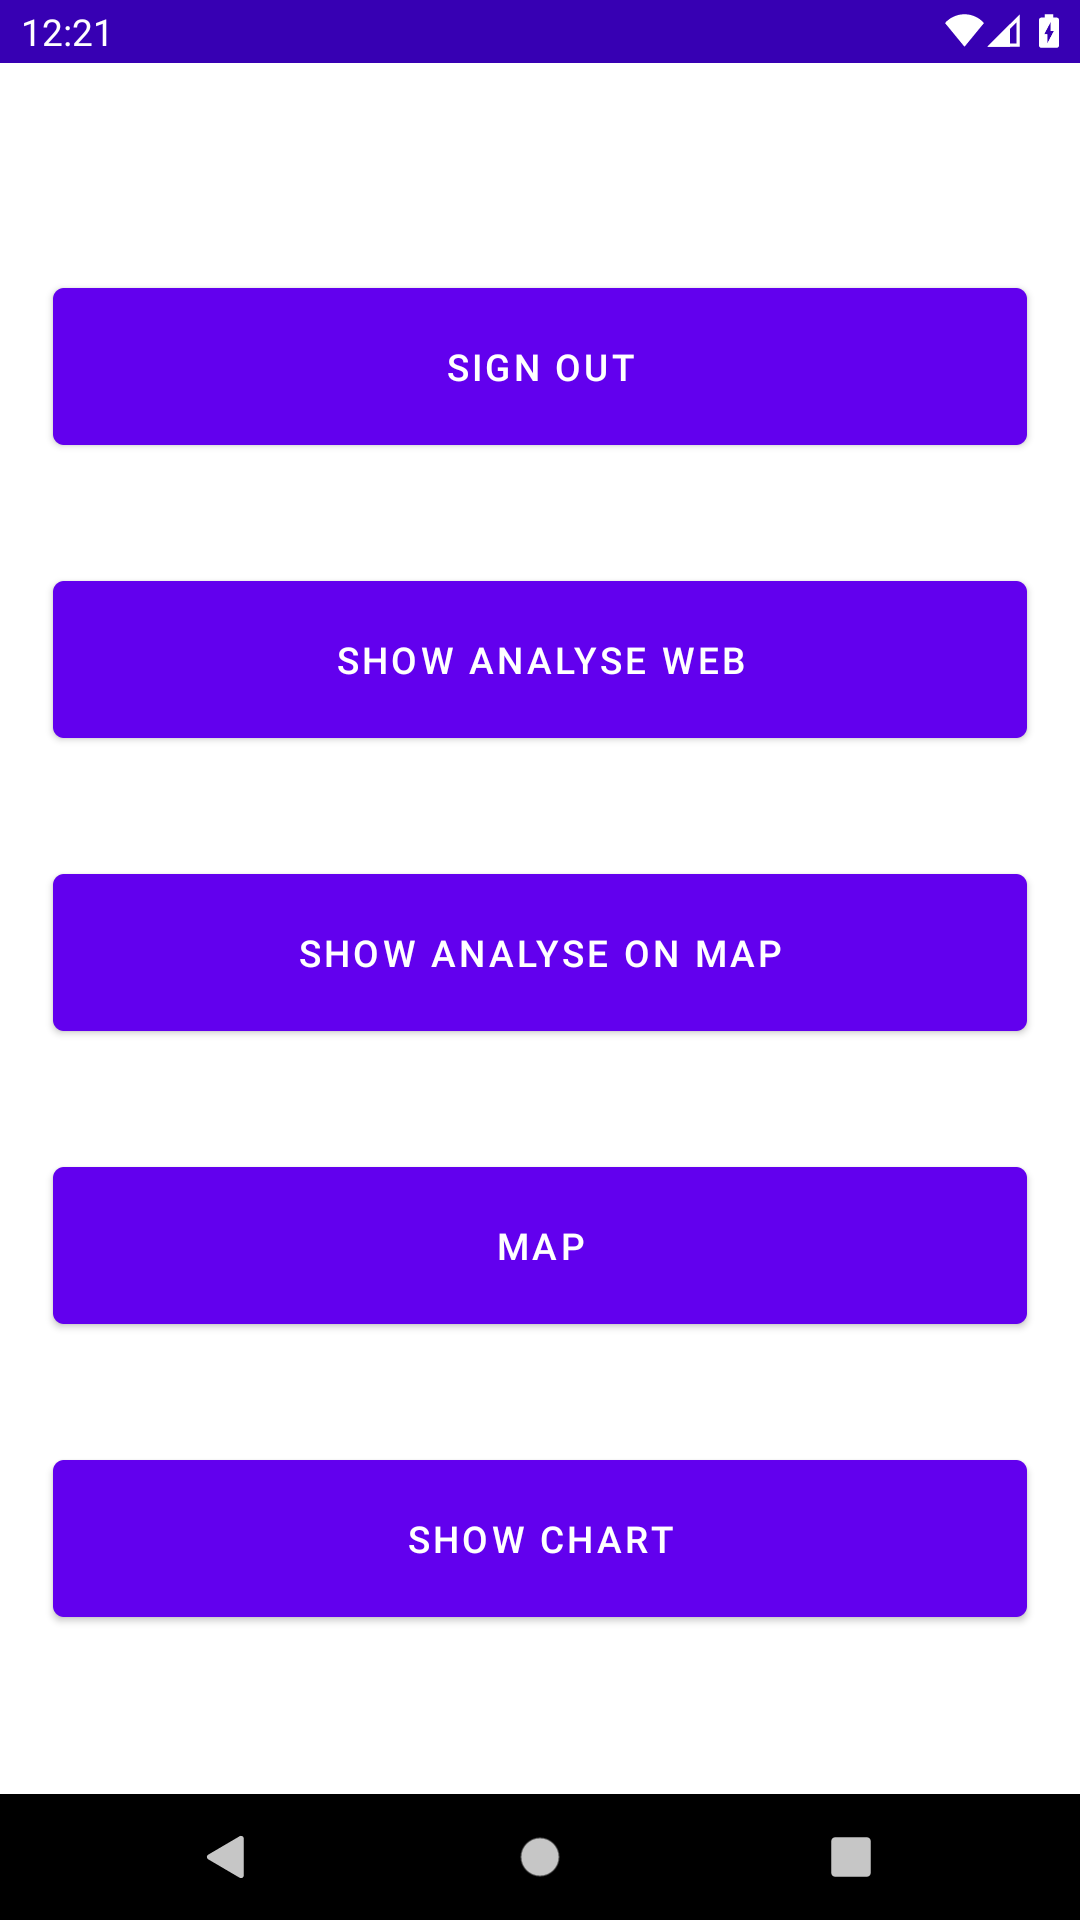 12:21
SIGN OUT
SHOW ANALYSE WEB
SHOW ANALYSE ON MAP
MAP
SHOW CHART